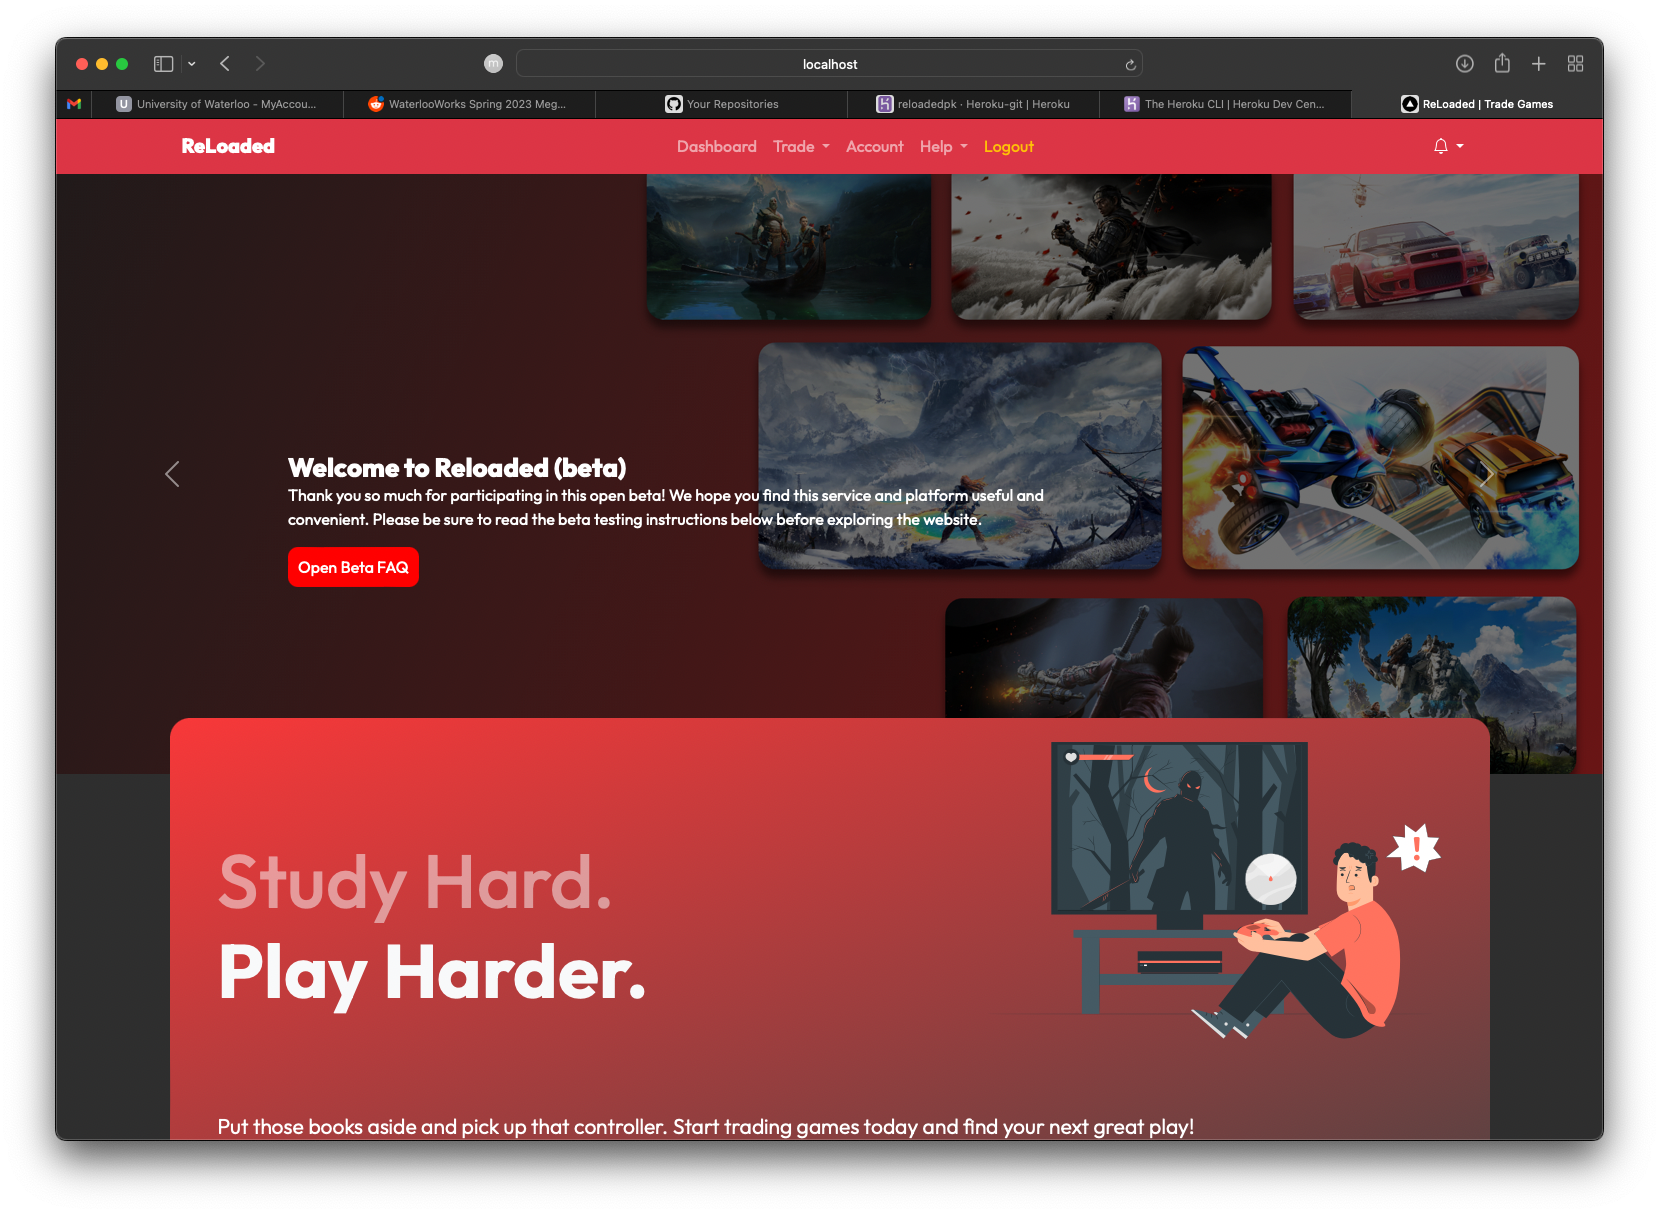 m
localhost
University of Waterloo - MyAccou...
WaterlooWorks Spring 2023 Meg...
Your Repositories
reloadedpk · Heroku-git | Heroku
The Heroku CLI | Heroku Dev Cen...
ReLoaded | Trade Games
ReLoaded
Dashboard
Trade
Account
Help
Logout
Welcome to Reloaded (beta)
Thank you so much for participating in this open beta! We hope you find this service and platform useful and
convenient. Please be sure to read the beta testing instructions below before exploring the website.
Open Beta FAQ
Study Hard.
Play Harder.
!
Put those books aside and pick up that controller. Start trading games today and find your next great play!